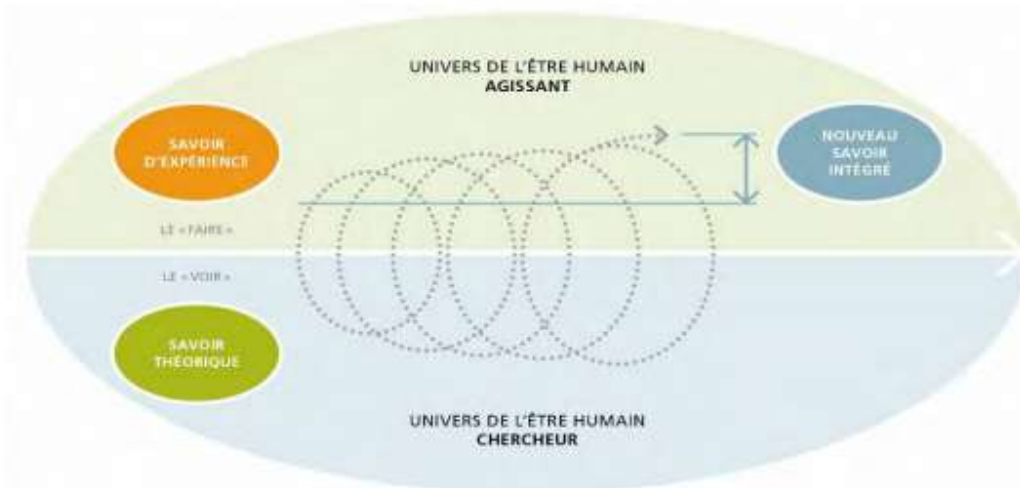 UNIVERS DE L'ÊTRE HUMAIN
AGISSANT
SAVOIR
D'EXPÉRIENCE
NOUVEAU
SAVOIR
INTÉGRÉ
LE « FAIRE »
LE « VOIR »
SAVOIR
THÉORIQUE
UNIVERS DE L'ÊTRE HUMAIN
CHERCHEUR